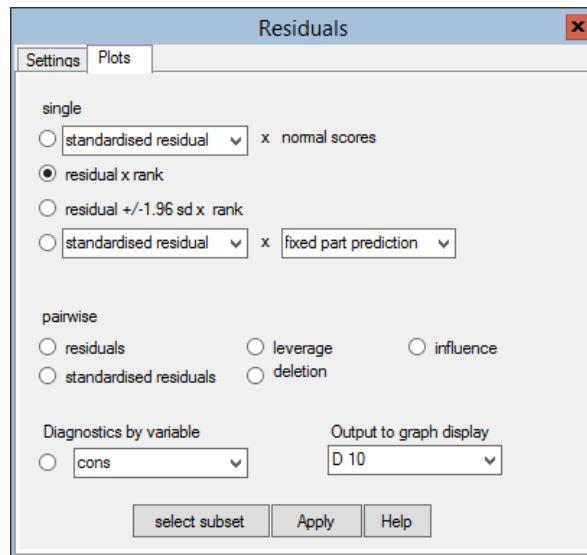 Residuals
Settings Plots
single
standardised residual x normal scores
residual x rank
residual +/-1.96 sd x rank
standardised residual x fixed part prediction
pairwise
residuals leverage influence
standardised residuals deletion
Diagnostics by variable Output to graph display
cons D 10
select subset Apply Help